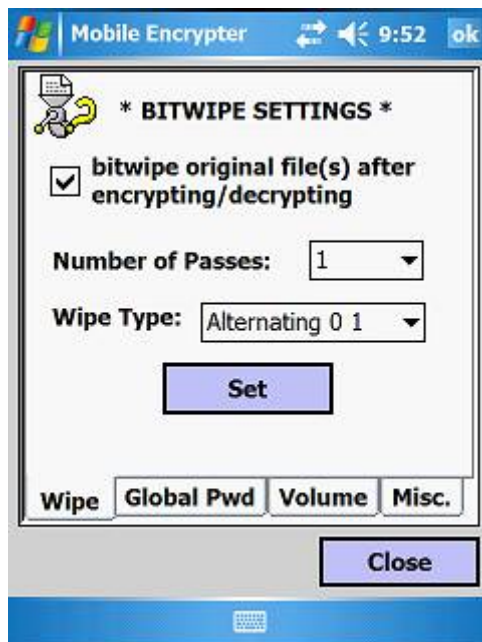 Mobile Encrypter 9:52 ok
* BITWIPE SETTINGS *
bitwipe original file(s) after
encrypting/decrypting
Number of Passes: 1
Wipe Type: Alternating 0 1
Set
Wipe Global Pwd Volume Misc.
Close